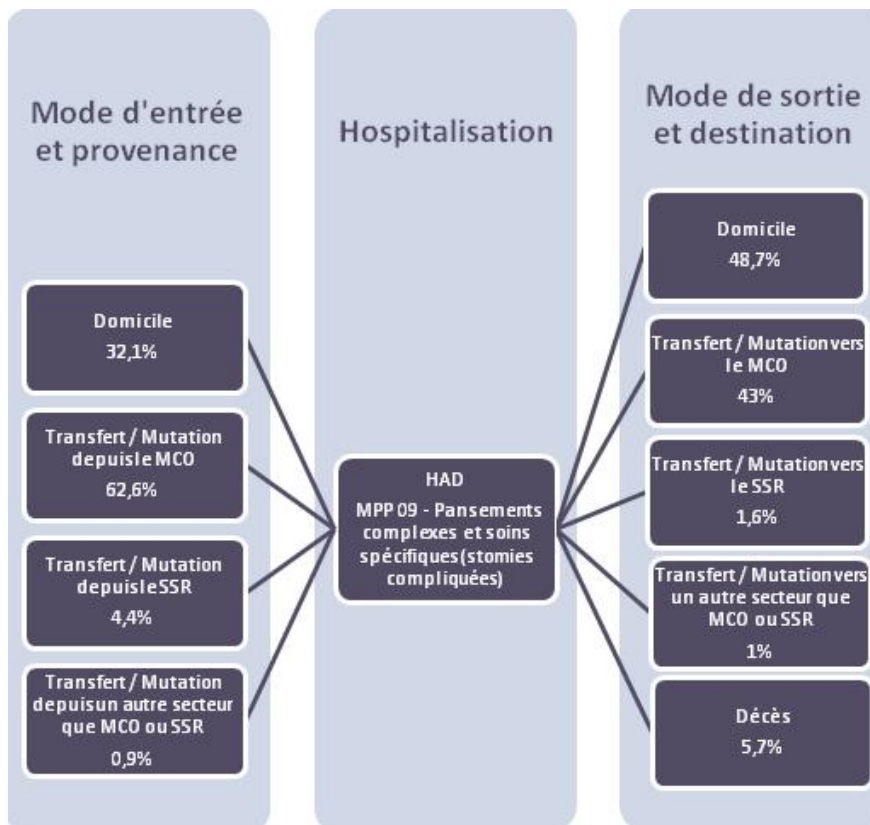 Mode d'entrée
et provenance
Domicile
32,1%
Transfert / Mutation
depuis le MCO
62,6%
Transfert / Mutation
depuis le SSR
4,4%
Transfert / Mutation
depuis un autre secteur
que MCO ou SSR
0,9%
Hospitalisation
HAD
MPP 09 - Pansements
complexes et soins
spécifiques(stomies
compliquées)
Mode de sortie
et destination
Domicile
48,7%
Transfert / Mutation vers
le MCO
43%
Transfert / Mutation vers
le SSR
1,6%
Transfert / Mutation vers
un autre secteur que
MCO ou SSR
1%
Décès
5,7%